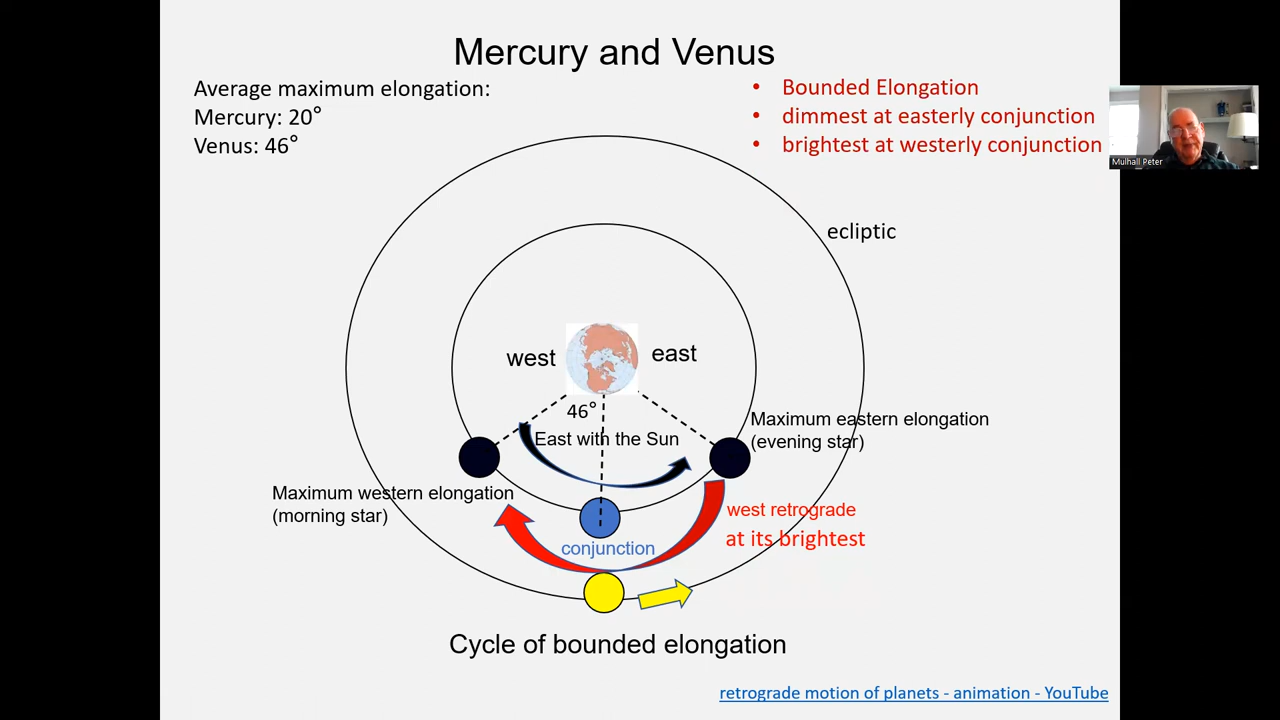 Mercury and Venus
Average maximum elongation:
Mercury: 20°
Venus: 46°
• Bounded Elongation
• dimmest at easterly conjunction
• brightest at westerly conjunction
Mulhall Peter
ecliptic
west
east
46°
East with the Sun
Maximum eastern elongation
(evening star)
Maximum western elongation
(morning star)
west retrograde
at its brightest
conjunction
Cycle of bounded elongation
retrograde motion of planets - animation - YouTube